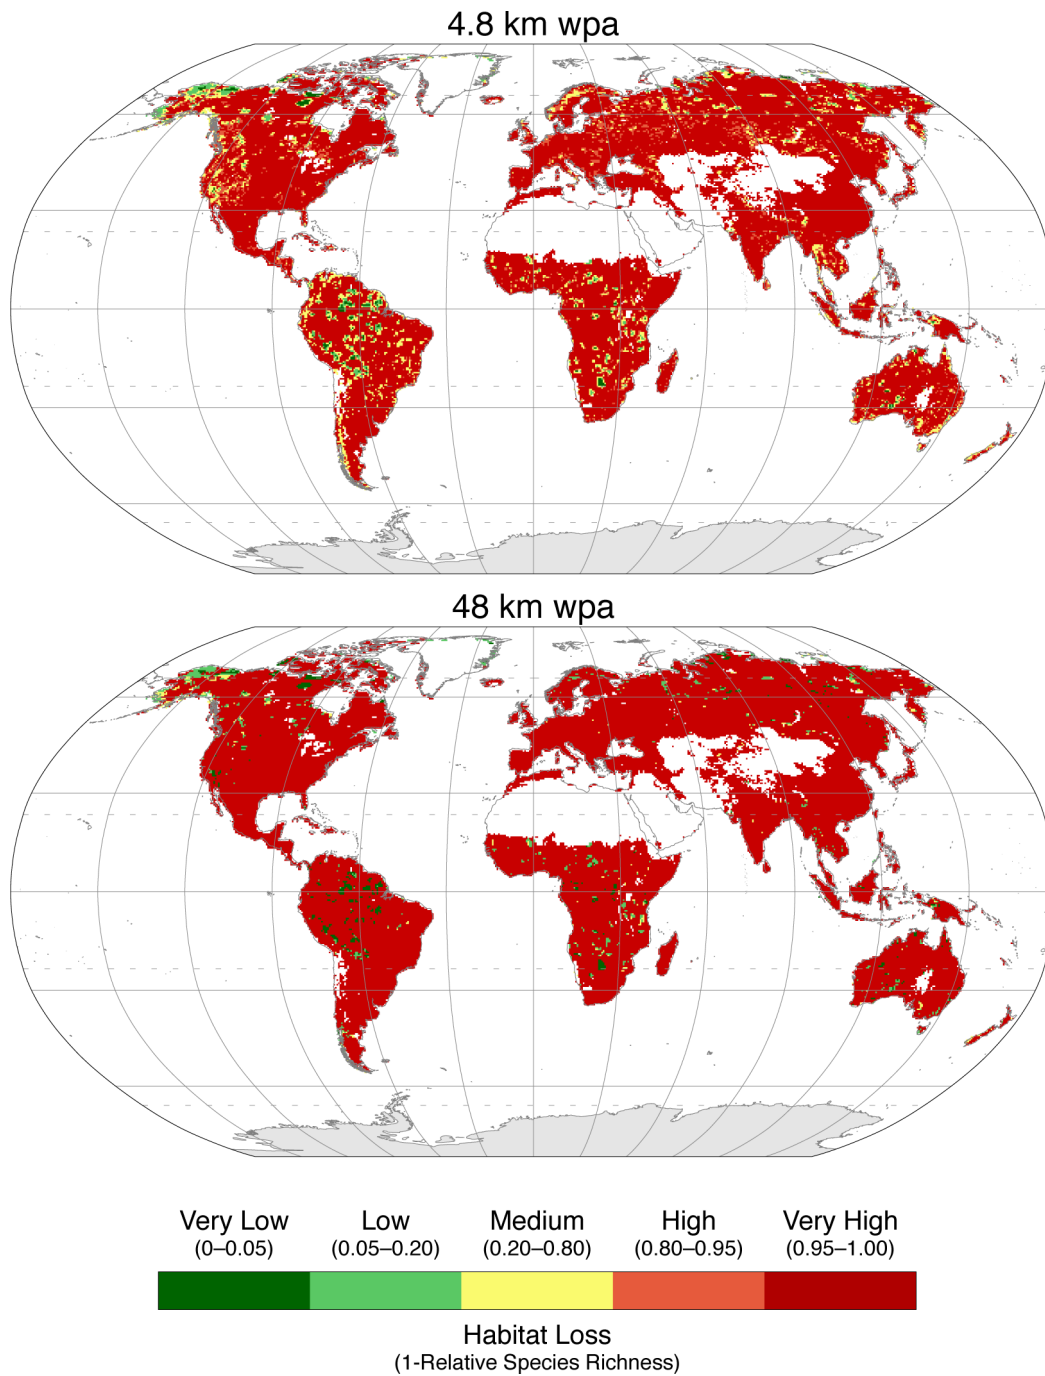 4.8 km wpa
48 km wpa
Very Low Low Medium High Very High
(0–0.05) (0.05–0.20) (0.20–0.80) (0.80–0.95) (0.95–1.00)
Habitat Loss
(1-Relative Species Richness)